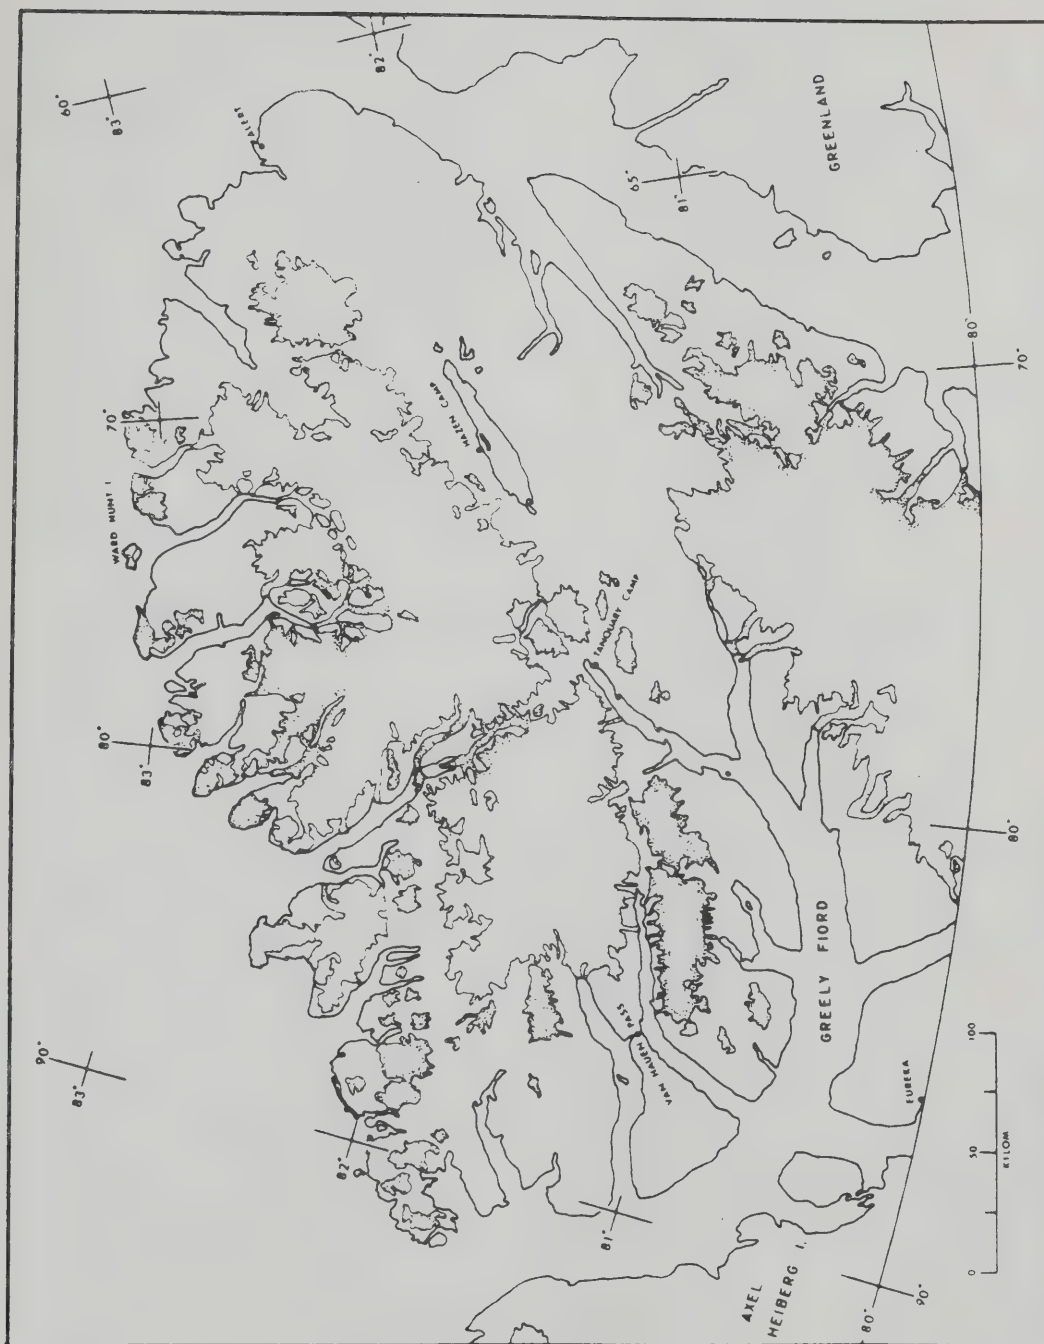 90°
83°
60°
83°
80°
83°
70°
WARD HUNT I
ALERT
82°
82°
HAZEN CAMP
TANQUARY CAMP
81°
65°
81°
VAN HAUEN PASS
AXEL
HEIBERG I.
GREELY FIORD
GREENLAND
EUREKA
80°
90°
80°
80°
70°
0 50 100
KILOM